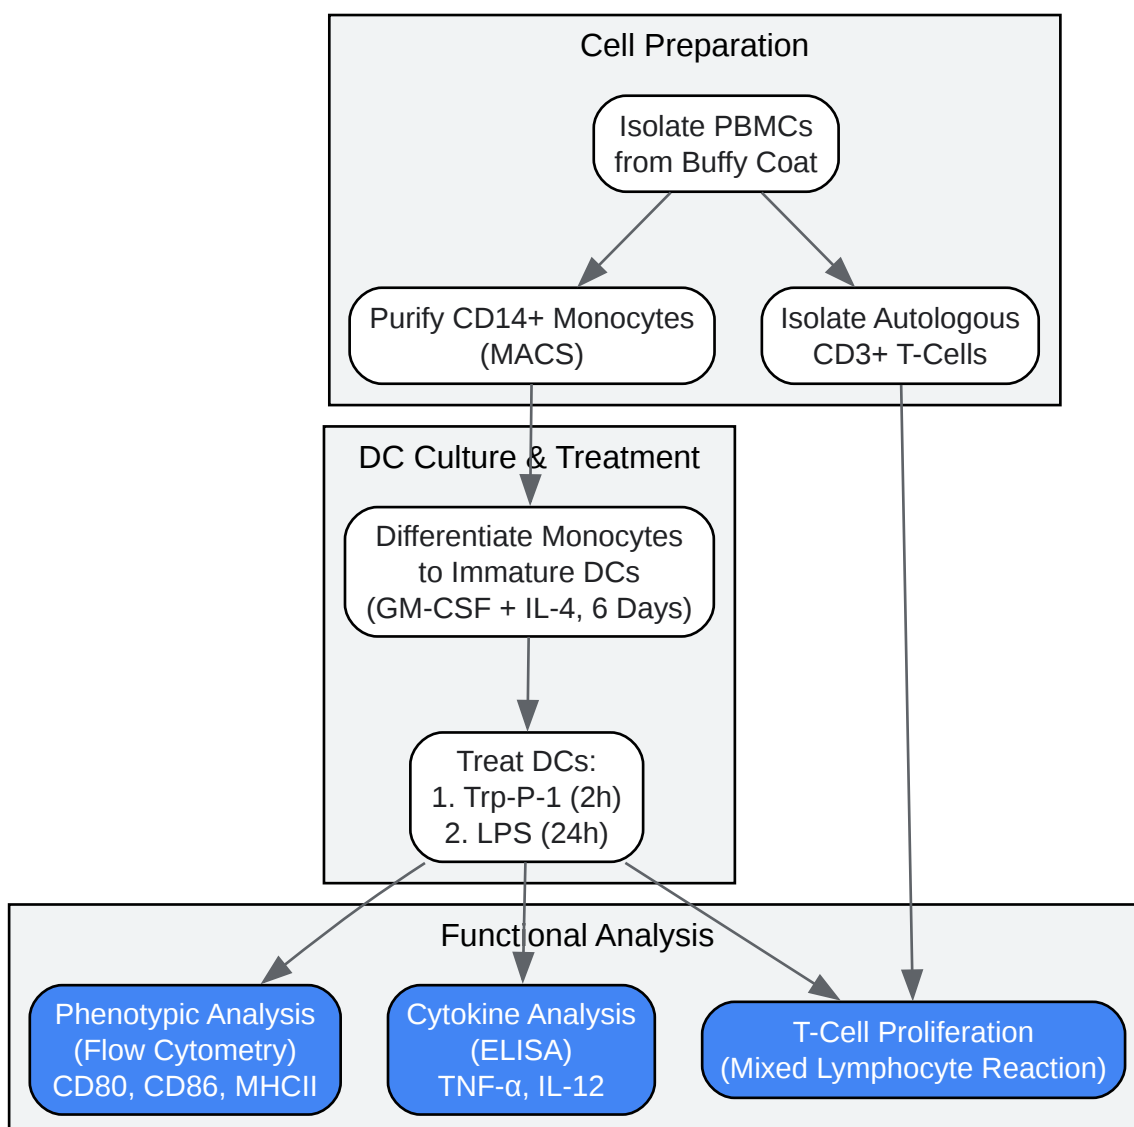 Cell Preparation
Isolate PBMCs
from Buffy Coat
Purify CD14+ Monocytes
(MACS)
Isolate Autologous
CD3+ T-Cells
DC Culture & Treatment
Differentiate Monocytes
to Immature DCs
(GM-CSF + IL-4, 6 Days)
Treat DCs:
1. Trp-P-1 (2h)
2. LPS (24h)
Functional Analysis
Phenotypic Analysis
(Flow Cytometry)
CD80, CD86, MHCII
Cytokine Analysis
(ELISA)
TNF-α, IL-12
T-Cell Proliferation
(Mixed Lymphocyte Reaction)